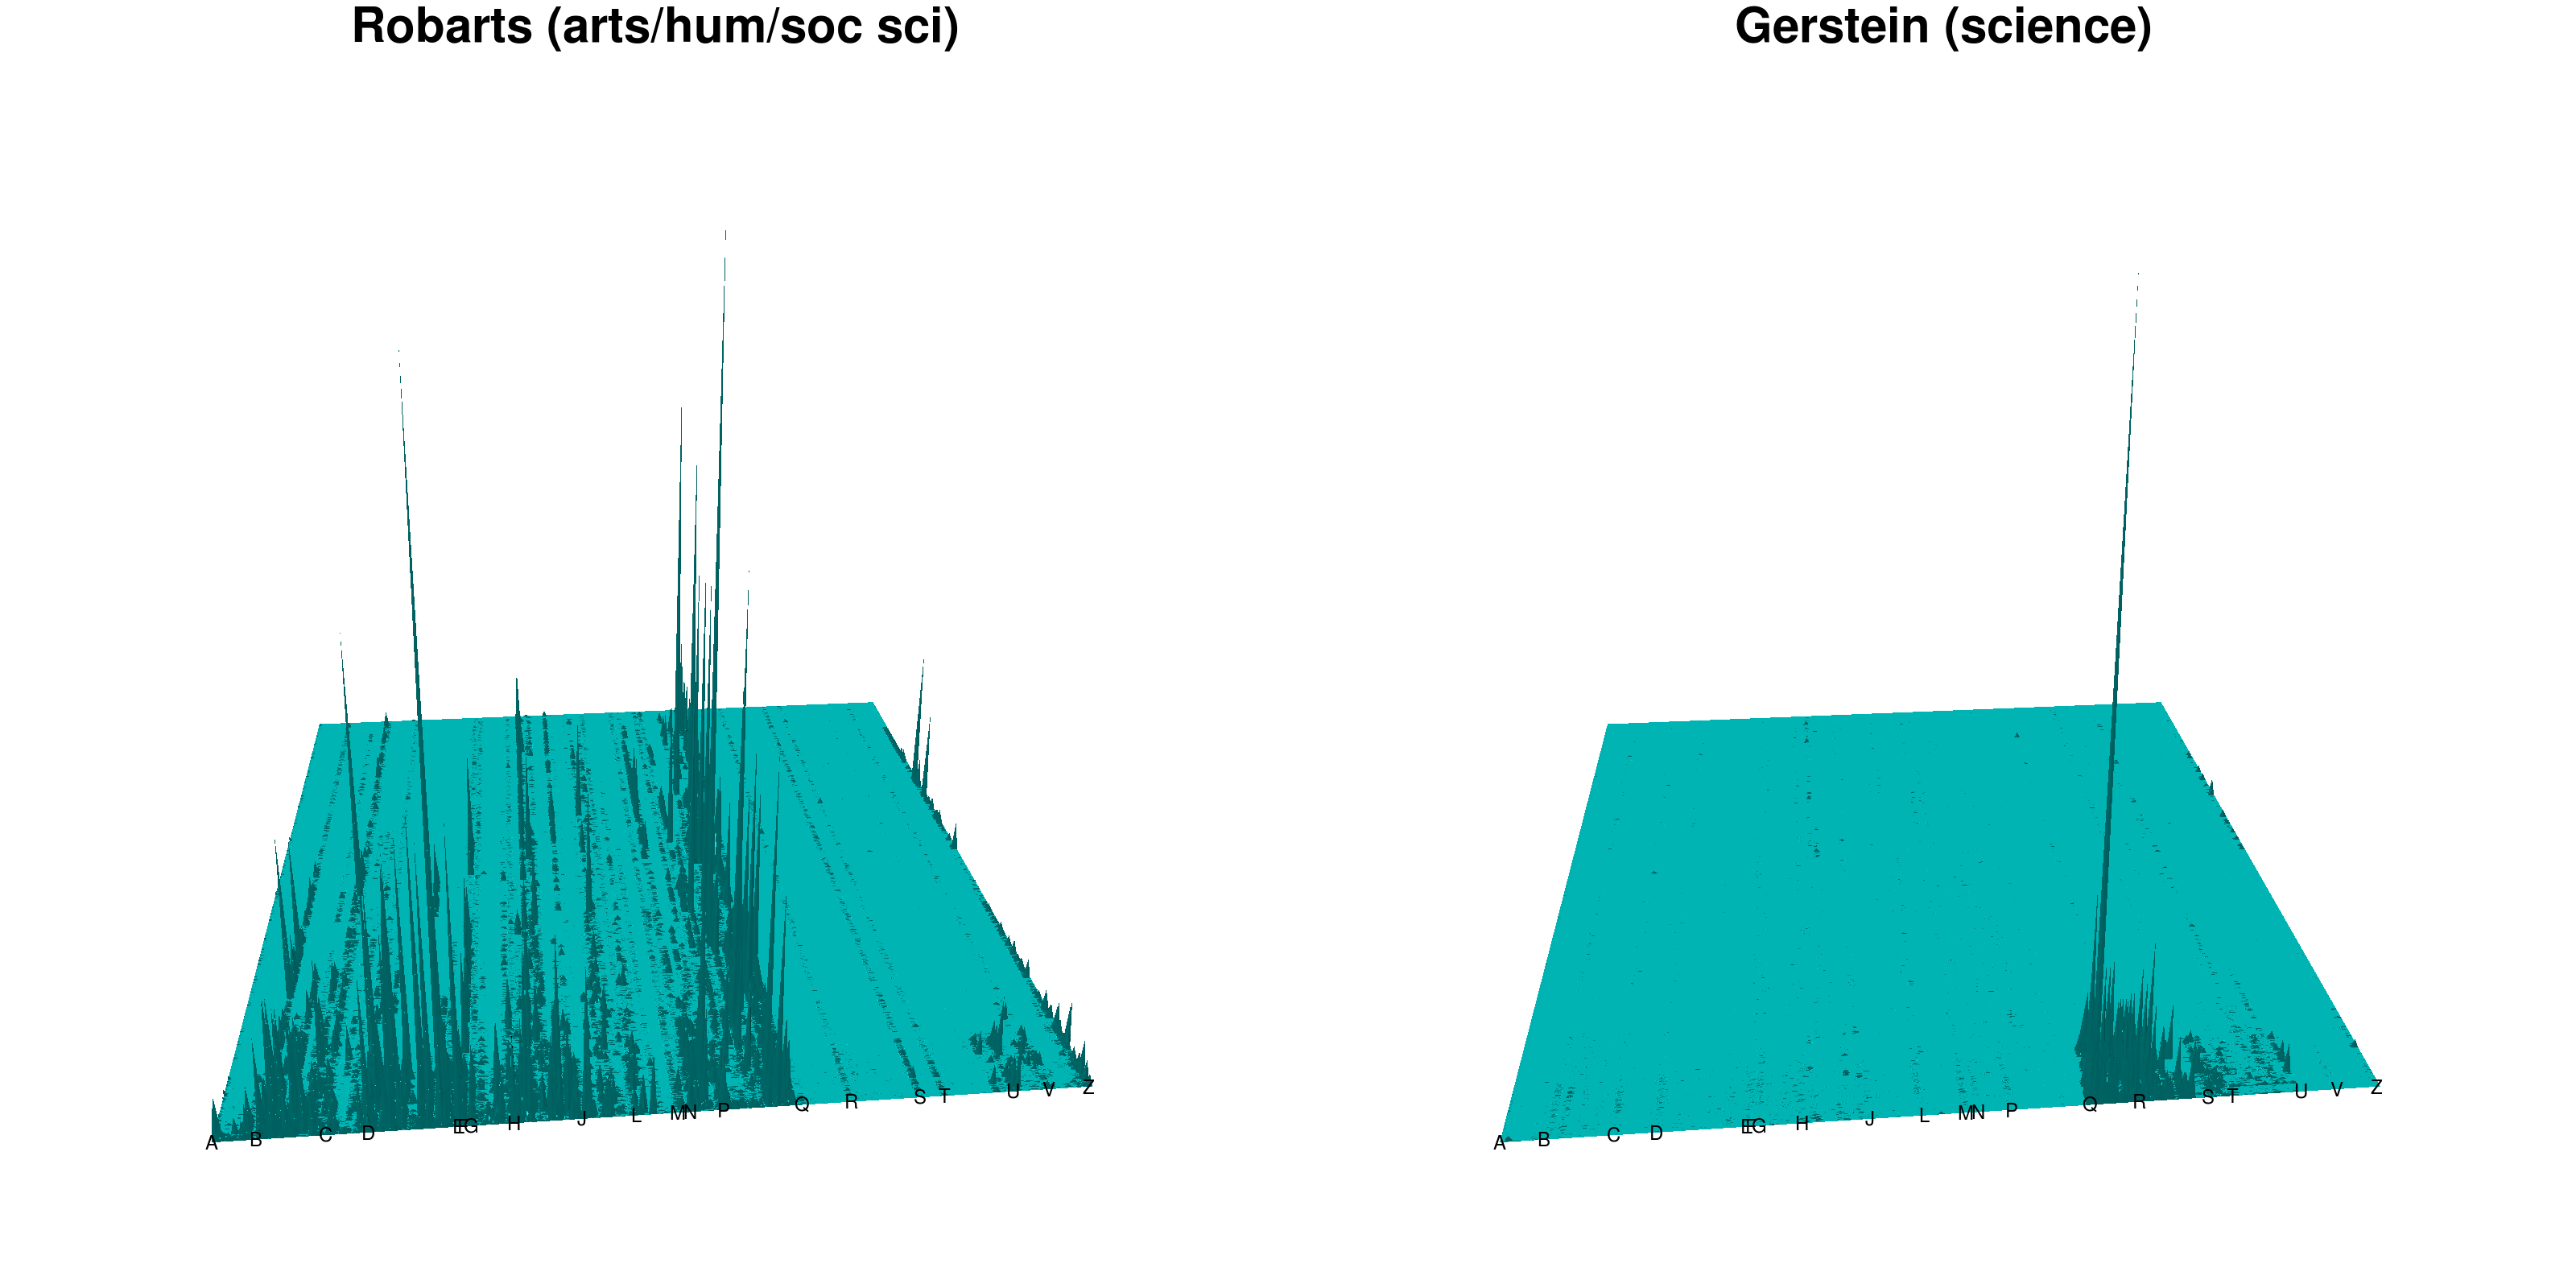 Robarts (arts/hum/soc sci)
Gerstein (science)
A B C D E F G H J L M N P Q R S T U V Z
A B C D E F G H J L M N P Q R S T U V Z